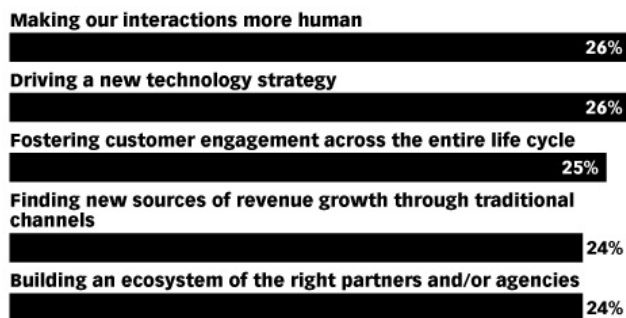 Making our interactions more human
26%
Driving a new technology strategy
26%
Fostering customer engagement across the entire life cycle
25%
Finding new sources of revenue growth through traditional
channels
24%
Building an ecosystem of the right partners and/or agencies
24%